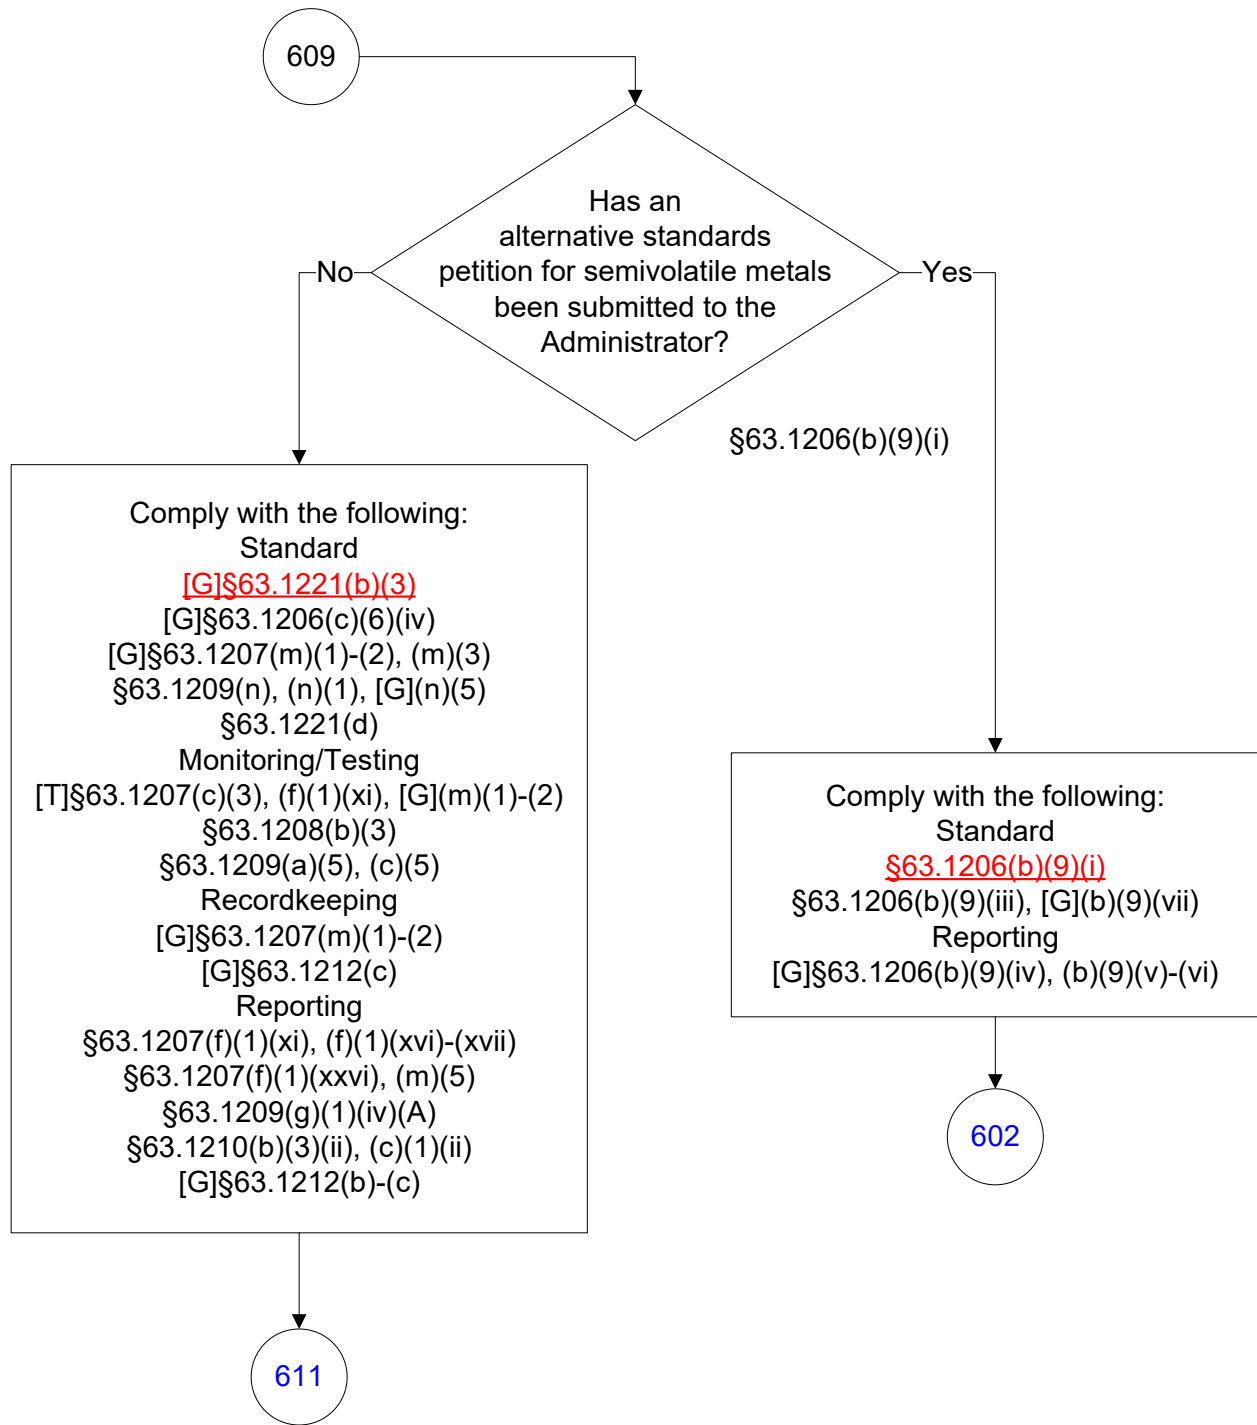 609
Has an
alternative standards
petition for semivolatile metals
been submitted to the
Administrator?
No
Yes
§63.1206(b)(9)(i)
Comply with the following:
Standard
[G]§63.1221(b)(3)
[G]§63.1206(c)(6)(iv)
[G]§63.1207(m)(1)-(2), (m)(3)
§63.1209(n), (n)(1), [G](n)(5)
§63.1221(d)
Monitoring/Testing
[T]§63.1207(c)(3), (f)(1)(xi), [G](m)(1)-(2)
§63.1208(b)(3)
§63.1209(a)(5), (c)(5)
Recordkeeping
[G]§63.1207(m)(1)-(2)
[G]§63.1212(c)
Reporting
§63.1207(f)(1)(xi), (f)(1)(xvi)-(xvii)
§63.1207(f)(1)(xxvi), (m)(5)
§63.1209(g)(1)(iv)(A)
§63.1210(b)(3)(ii), (c)(1)(ii)
[G]§63.1212(b)-(c)
611
Comply with the following:
Standard
§63.1206(b)(9)(i)
§63.1206(b)(9)(iii), [G](b)(9)(vii)
Reporting
[G]§63.1206(b)(9)(iv), (b)(9)(v)-(vi)
602